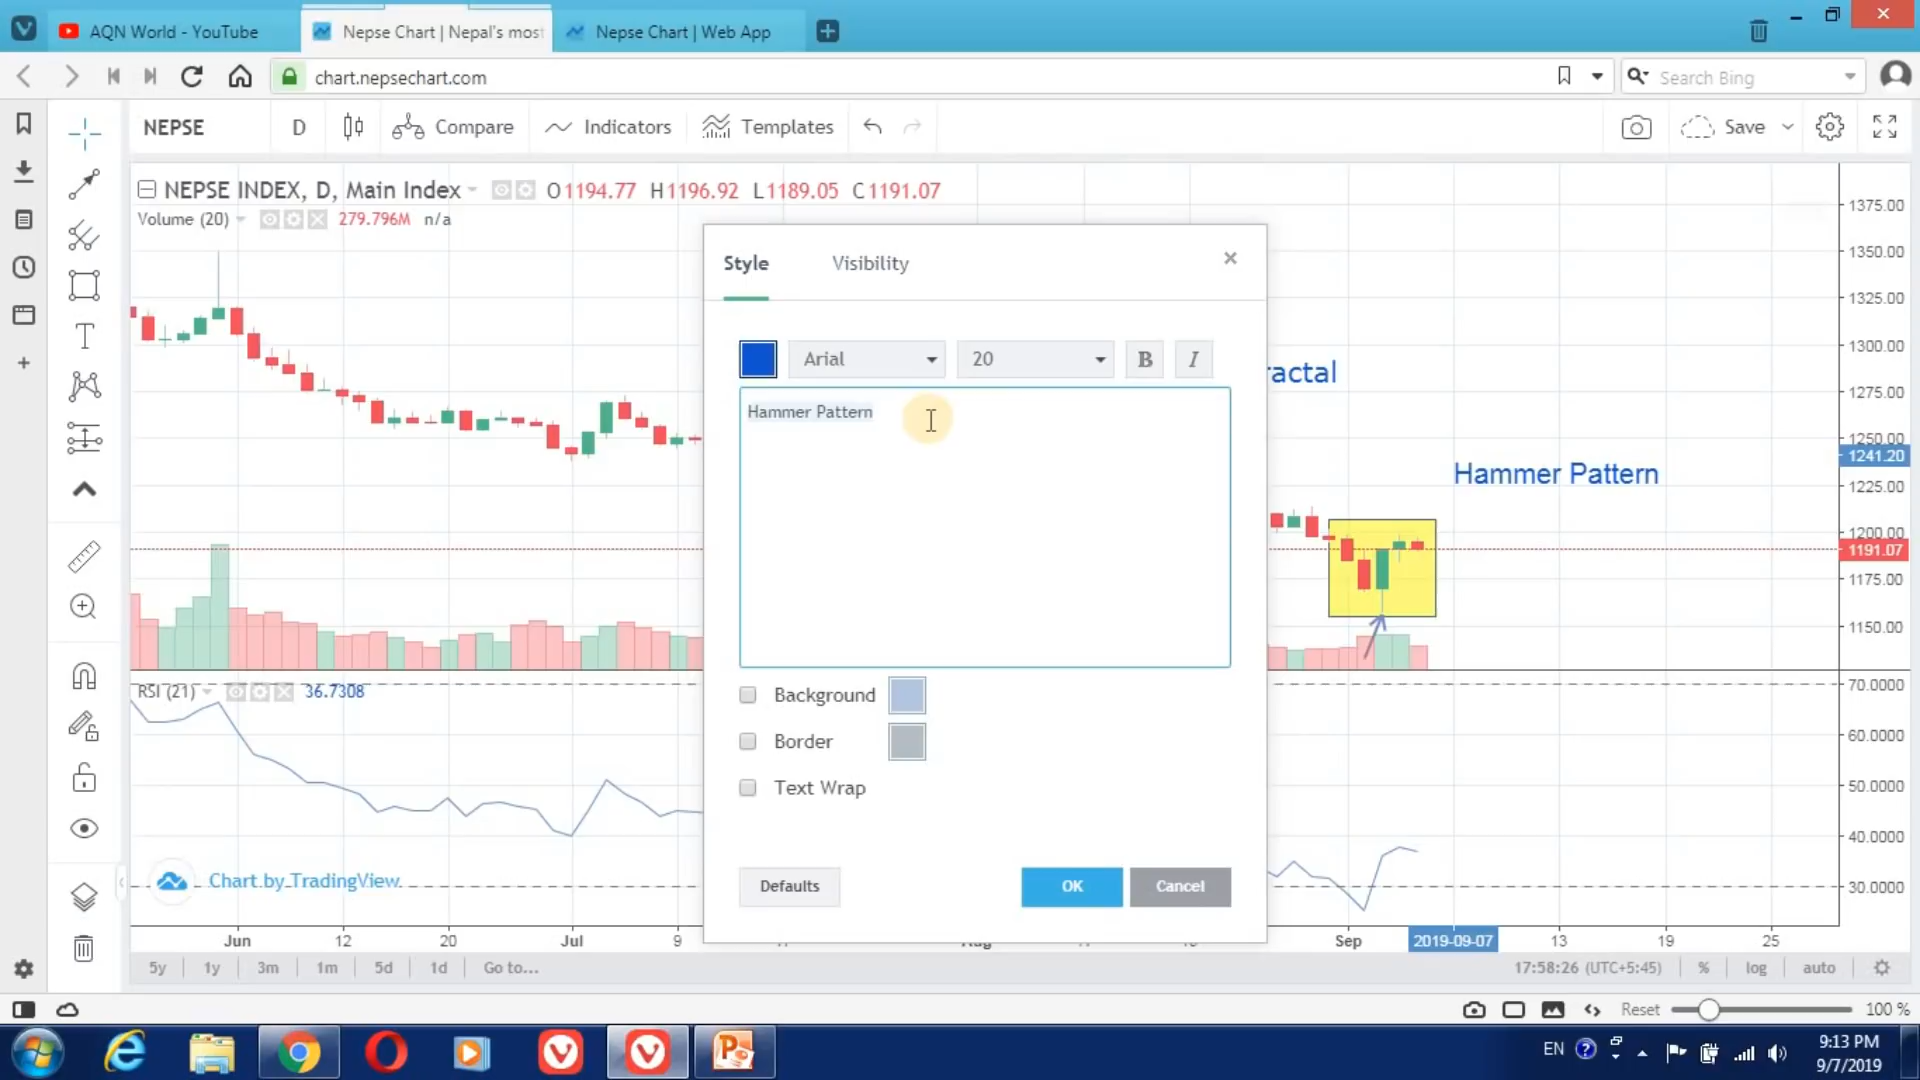 AQN World - YouTube
Nepse Chart | Nepal's most
Nepse Chart | Web App
chart.nepsechart.com
Search Bing
NEPSE
D
Compare
Indicators
Templates
Save
NEPSE INDEX, D, Main Index
O1194.77 H1196.92 L1189.05 C1191.07
Volume (20)
279.796M n/a
1375.00
1350.00
1325.00
1300.00
1275.00
1250.00
1241.20
1225.00
1200.00
1191.07
1175.00
1150.00
Style
Visibility
Arial
20
B
I
Hammer Pattern
ractal
Hammer Pattern
Background
Border
Text Wrap
Defaults
OK
Cancel
RSI (21)
36.7308
70.0000
60.0000
50.0000
40.0000
30.0000
Chart by TradingView
Jun
12
20
Jul
9
Sep
2019-09-07
13
19
25
5y
1y
3m
1m
5d
1d
Go to...
17:58:26 (UTC+5:45)
%
log
auto
Reset
100 %
EN
9:13 PM
9/7/2019